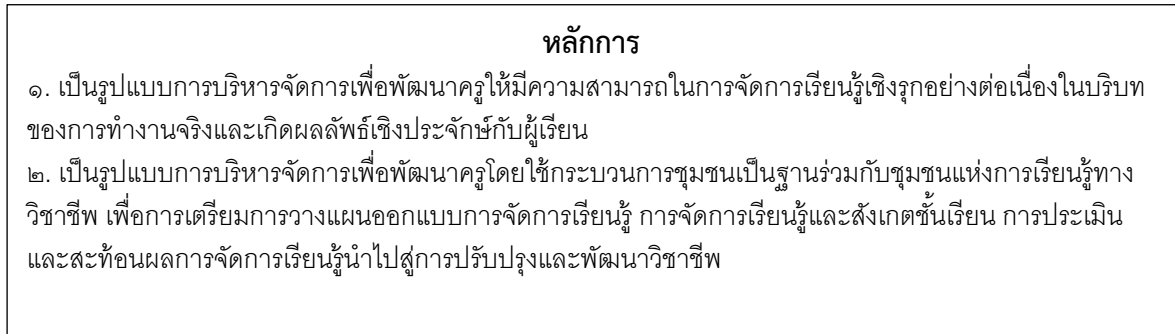 หลักการ
๑. เป็นรูปแบบการบริหารจัดการเพื่อพัฒนาครูให้มีความสามารถในการจัดการเรียนรู้เชิงรุกอย่างต่อเนื่องในบริบท
ของการทำงานจริงและเกิดผลลัพธ์เชิงประจักษ์กับผู้เรียน
๒. เป็นรูปแบบการบริหารจัดการเพื่อพัฒนาครูโดยใช้กระบวนการชุมชนเป็นฐานร่วมกับชุมชนแห่งการเรียนรู้ทาง
วิชาชีพ เพื่อการเตรียมการวางแผนออกแบบการจัดการเรียนรู้ การจัดการเรียนรู้และสังเกตชั้นเรียน การประเมิน
และสะท้อนผลการจัดการเรียนรู้นำไปสู่การปรับปรุงและพัฒนาวิชาชีพ